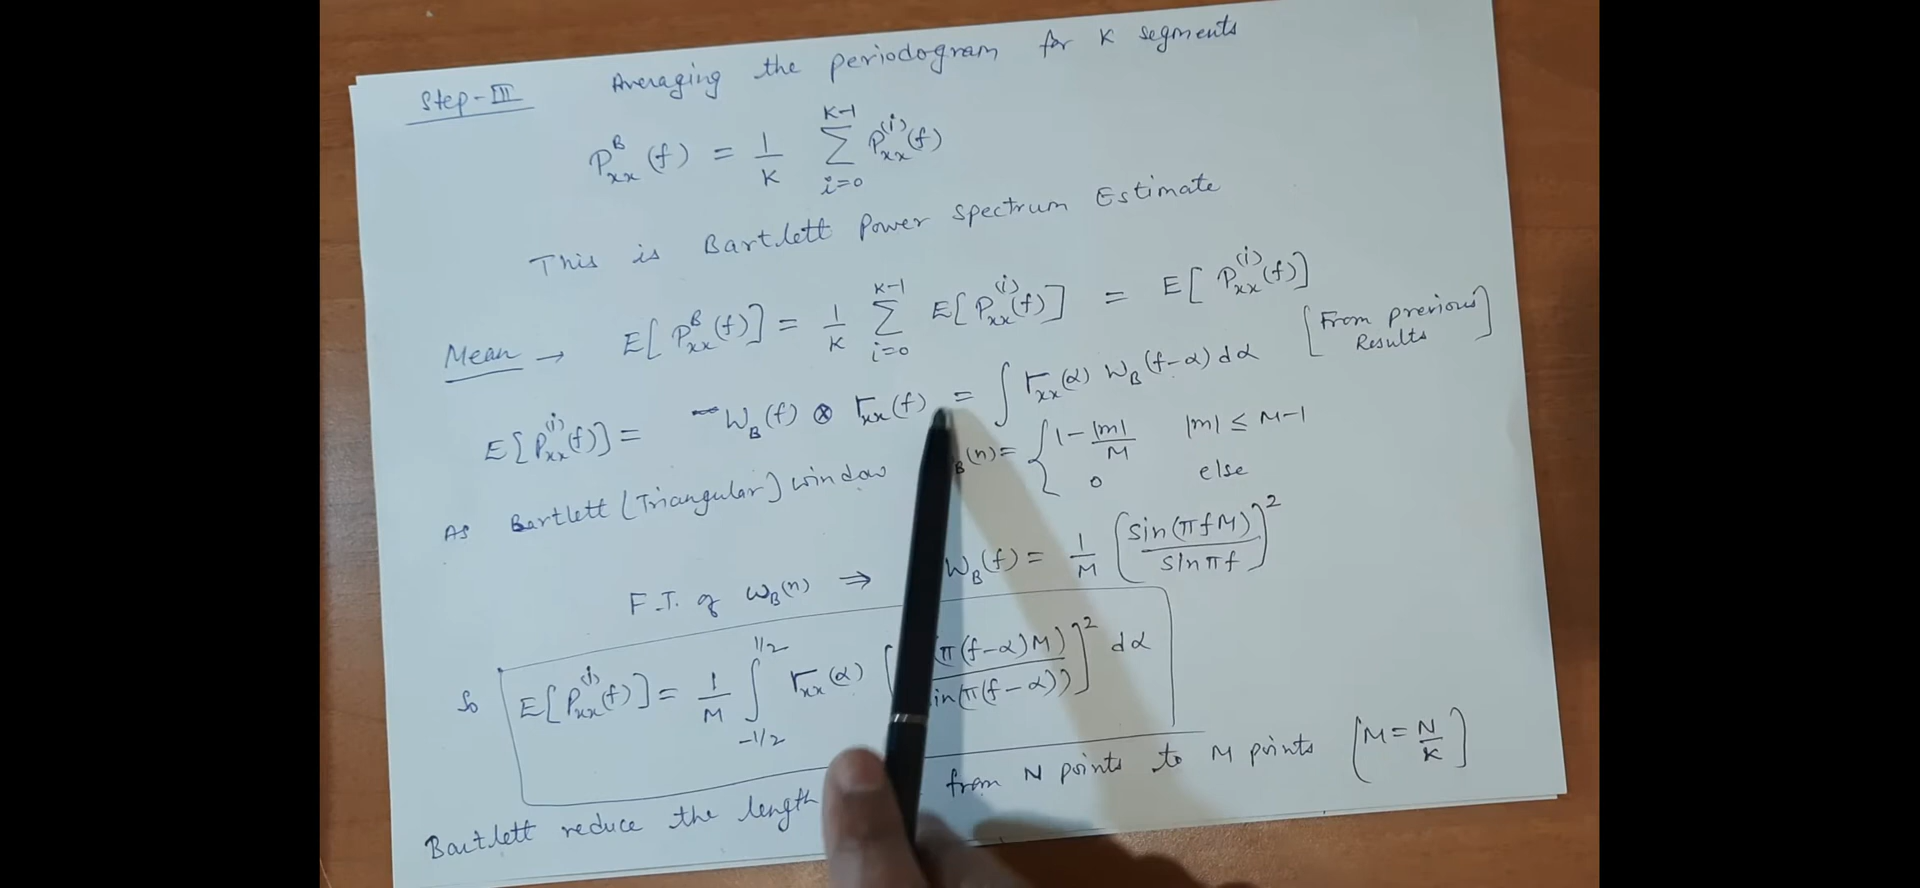 Step-III Averaging the periodogram for K segments
P^B_xx (f) = 1/K Σ_{i=0}^{K-1} P^(i)_xx (f)
This is Bartlett Power Spectrum Estimate
Mean → E[P^B_xx (f)] = 1/K Σ_{i=0}^{K-1} E[P^(i)_xx (f)] = E[P^(i)_xx (f)]
[From previous Results]
E[P^(i)_xx (f)] = W_B (f) ⊗ Γ_xx (f) = ∫ Γ_xx (α) W_B (f-α) dα
As Bartlett (Triangular) window _B (n) = { 1 - |m|/M |m| ≤ M-1
0 else
F.T. of w_B (n) ⇒ W_B (f) = 1/M (sin(πfM)/sinπf)^2
So E[P^(i)_xx (f)] = 1/M ∫_{-1/2}^{1/2} Γ_xx (α) [(π(f-α)M)/in(π(f-α))]^2 dα
Bartlett reduce the length from N points to M points (M = N/K)